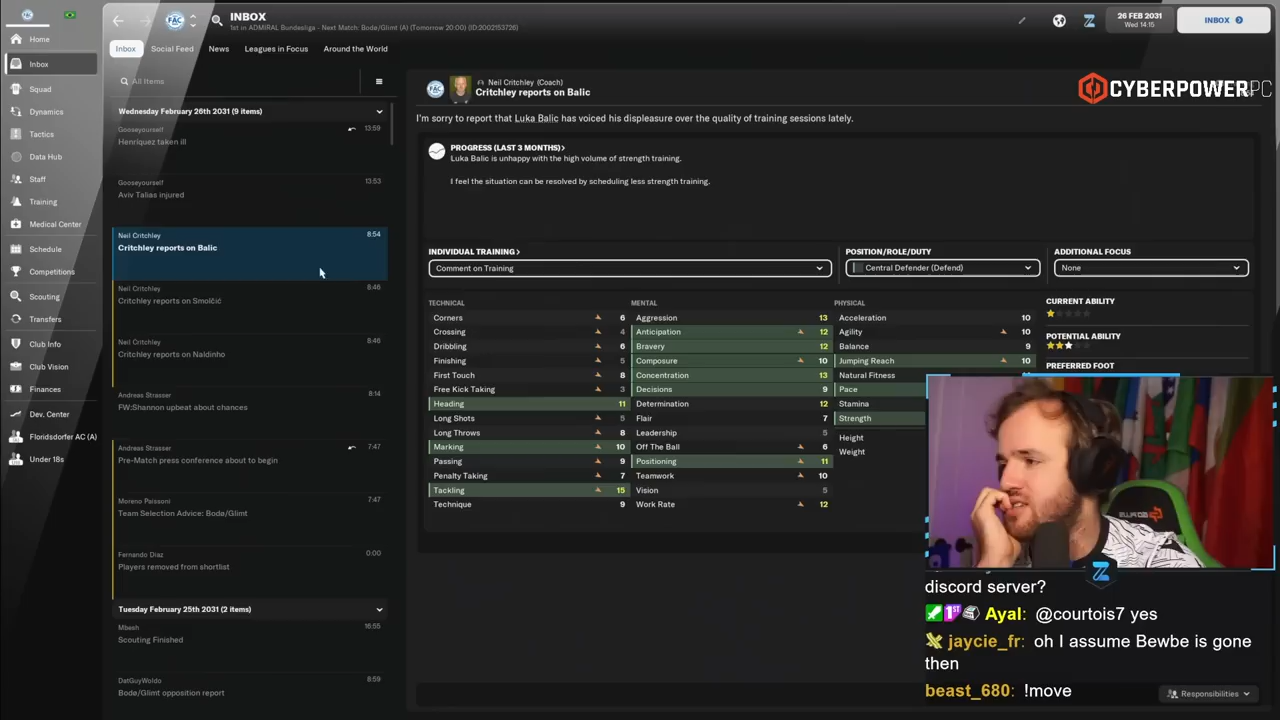 INBOX
1st in ADMIRAL Bundesliga - Next Match: Bodø/Glimt (A) (Tomorrow 20:00) (ID:2002153726)
26 FEB 2031
Wed 14:15
INBOX
Home
Inbox
Squad
Dynamics
Tactics
Data Hub
Staff
Training
Medical Center
Schedule
Competitions
Scouting
Transfers
Club Info
Club Vision
Finances
Dev. Center
Floridsdorfer AC (A)
Under 18s
Inbox
Social Feed
News
Leagues in Focus
Around the World
All Items
Wednesday February 26th 2031 (9 items)
Gooseyourself 13:59
Henríquez taken ill
Gooseyourself 13:53
Aviv Talias injured
Neil Critchley 8:54
Critchley reports on Balic
Neil Critchley 8:46
Critchley reports on Smolčić
Neil Critchley 8:46
Critchley reports on Naldinho
Andreas Strasser 8:14
FW:Shannon upbeat about chances
Andreas Strasser 7:47
Pre-Match press conference about to begin
Moreno Paissoni 7:47
Team Selection Advice: Bodø/Glimt
Fernando Diaz 0:00
Players removed from shortlist
Tuesday February 25th 2031 (2 items)
Mbesh 16:55
Scouting Finished
DatGuyWoldo 8:59
Bodø/Glimt opposition report
Neil Critchley (Coach)
Critchley reports on Balic
CYBERPOWERPC
I'm sorry to report that Luka Balic has voiced his displeasure over the quality of training sessions lately.
PROGRESS (LAST 3 MONTHS)>
Luka Balic is unhappy with the high volume of strength training.
I feel the situation can be resolved by scheduling less strength training.
INDIVIDUAL TRAINING>
Comment on Training
POSITION/ROLE/DUTY
Central Defender (Defend)
ADDITIONAL FOCUS
None
TECHNICAL
Corners 6
Crossing 4
Dribbling 6
Finishing 5
First Touch 8
Free Kick Taking 3
Heading 11
Long Shots 5
Long Throws 8
Marking 10
Passing 9
Penalty Taking 7
Tackling 15
Technique 9
MENTAL
Aggression 13
Anticipation 12
Bravery 12
Composure 10
Concentration 13
Decisions 9
Determination 12
Flair 7
Leadership 5
Off The Ball 6
Positioning 11
Teamwork 10
Vision 5
Work Rate 12
PHYSICAL
Acceleration 10
Agility 10
Balance 9
Jumping Reach 10
Natural Fitness
Pace
Stamina
Strength
Height
Weight
CURRENT ABILITY
POTENTIAL ABILITY
PREFERRED FOOT
discord server?
Ayal: @courtois7 yes
jaycie_fr: oh I assume Bewbe is gone
then
beast_680: !move
Responsibilities